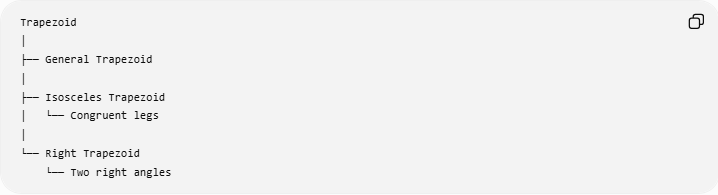 Trapezoid
│
├── General Trapezoid
│
├── Isosceles Trapezoid
│   └── Congruent legs
│
└── Right Trapezoid
    └── Two right angles